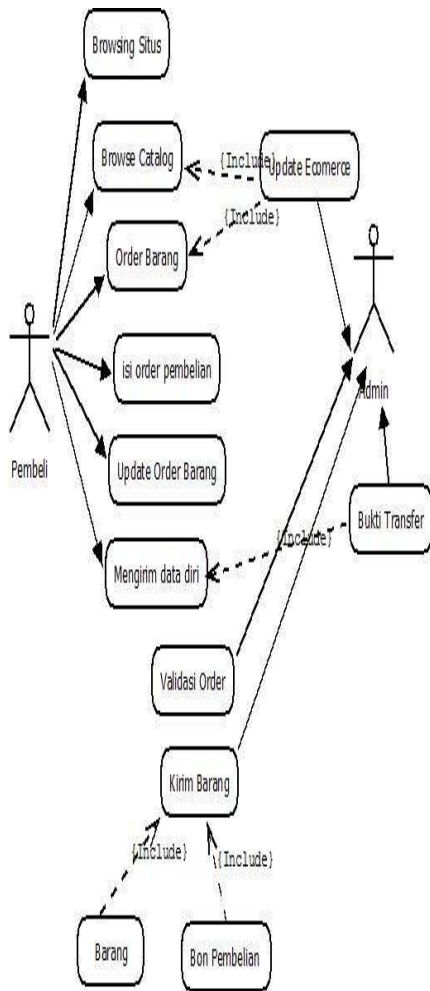 Browsing Situs
Browse Catalog
{Include}
Update Ecomerce
{Include}
Order Barang
isi order pembelian
Admin
Pembeli
Update Order Barang
Bukti Transfer
{Include}
Mengirim data diri
Validasi Order
Kirim Barang
{Include}
{Include}
Barang
Bon Pembelian